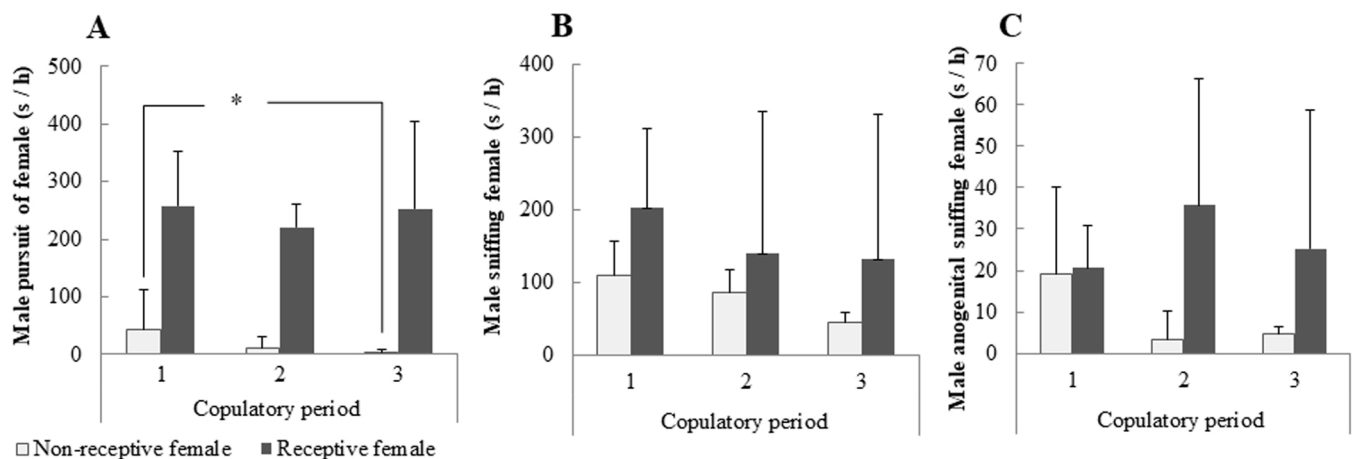 A
Male pursuit of female (s / h)
500
400
300
200
100
0
*
1 2 3
Copulatory period
B
Male sniffing female (s / h)
400
300
200
100
0
1 2 3
Copulatory period
C
Male anogenital sniffing female (s / h)
70
60
50
40
30
20
10
0
1 2 3
Copulatory period
Non-receptive female Receptive female